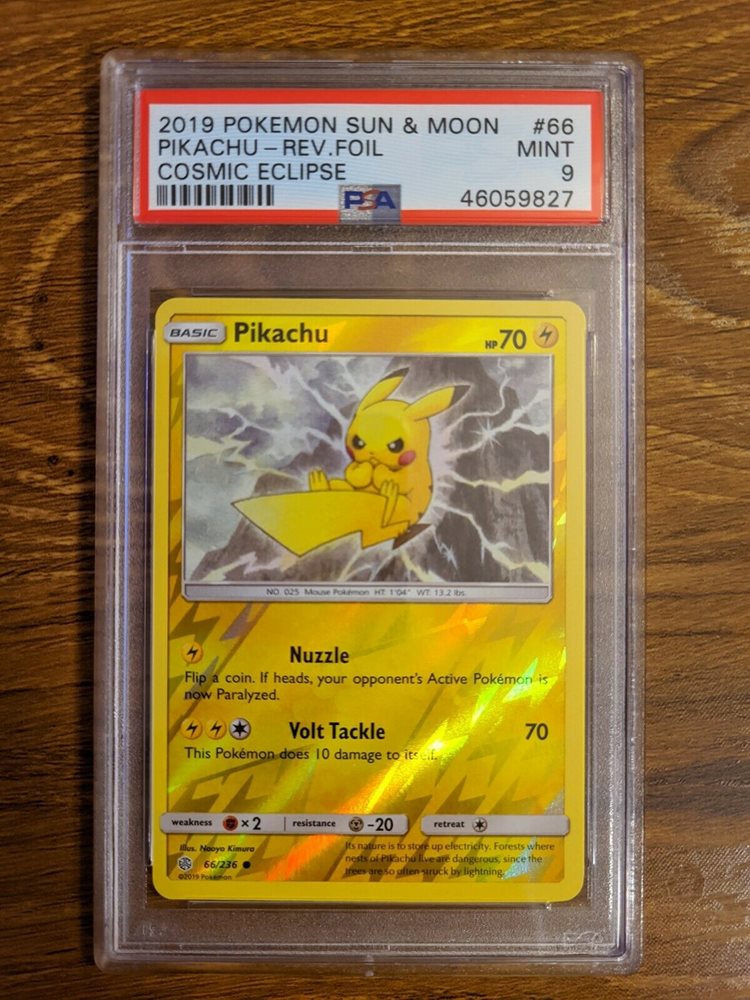 2019 POKEMON SUN & MOON #66
PIKACHU - REV.FOIL MINT
COSMIC ECLIPSE 9
PSA 46059827
BASIC Pikachu HP 70
NO. 025 Mouse Pokémon HT: 1'04" WT: 13.2 lbs.
Nuzzle
Flip a coin. If heads, your opponent's Active Pokémon is
now Paralyzed.
Volt Tackle 70
This Pokémon does 10 damage to itself.
weakness ×2 resistance -20 retreat
Illus. Naoyo Kimura
66/236
©2019 Pokémon
Its nature is to store up electricity. Forests where
nests of Pikachu live are dangerous, since the
trees are so often struck by lightning.